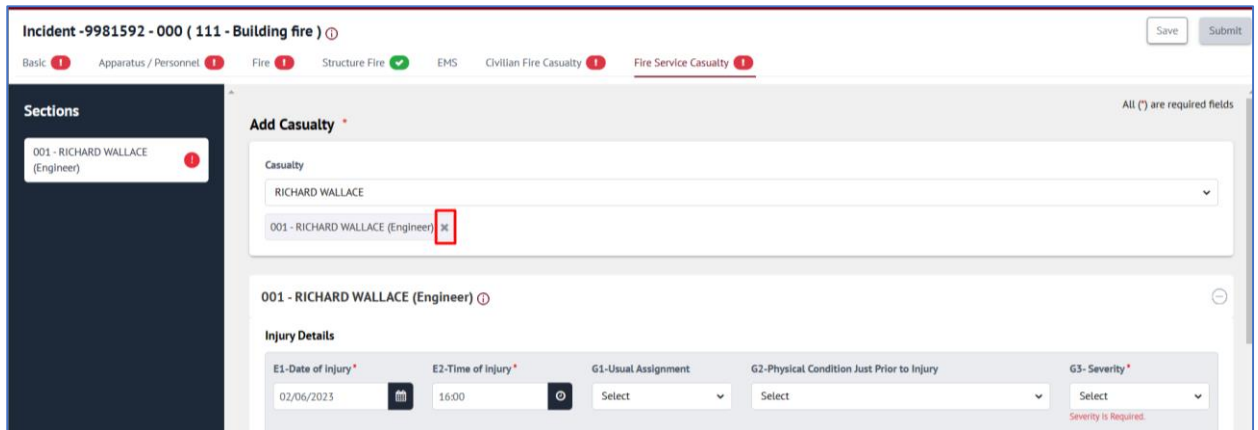 Incident -9981592 - 000 ( 111 - Building fire )
Save
Submit
Basic
Apparatus / Personnel
Fire
Structure Fire
EMS
Civilian Fire Casualty
Fire Service Casualty
Sections
001 - RICHARD WALLACE
(Engineer)
All (*) are required fields
Add Casualty *
Casualty
RICHARD WALLACE
001 - RICHARD WALLACE (Engineer)
001 - RICHARD WALLACE (Engineer)
Injury Details
E1-Date of injury*
E2-Time of injury*
G1-Usual Assignment
G2-Physical Condition Just Prior to Injury
G3- Severity*
02/06/2023
16:00
Select
Select
Select
Severity Is Required.